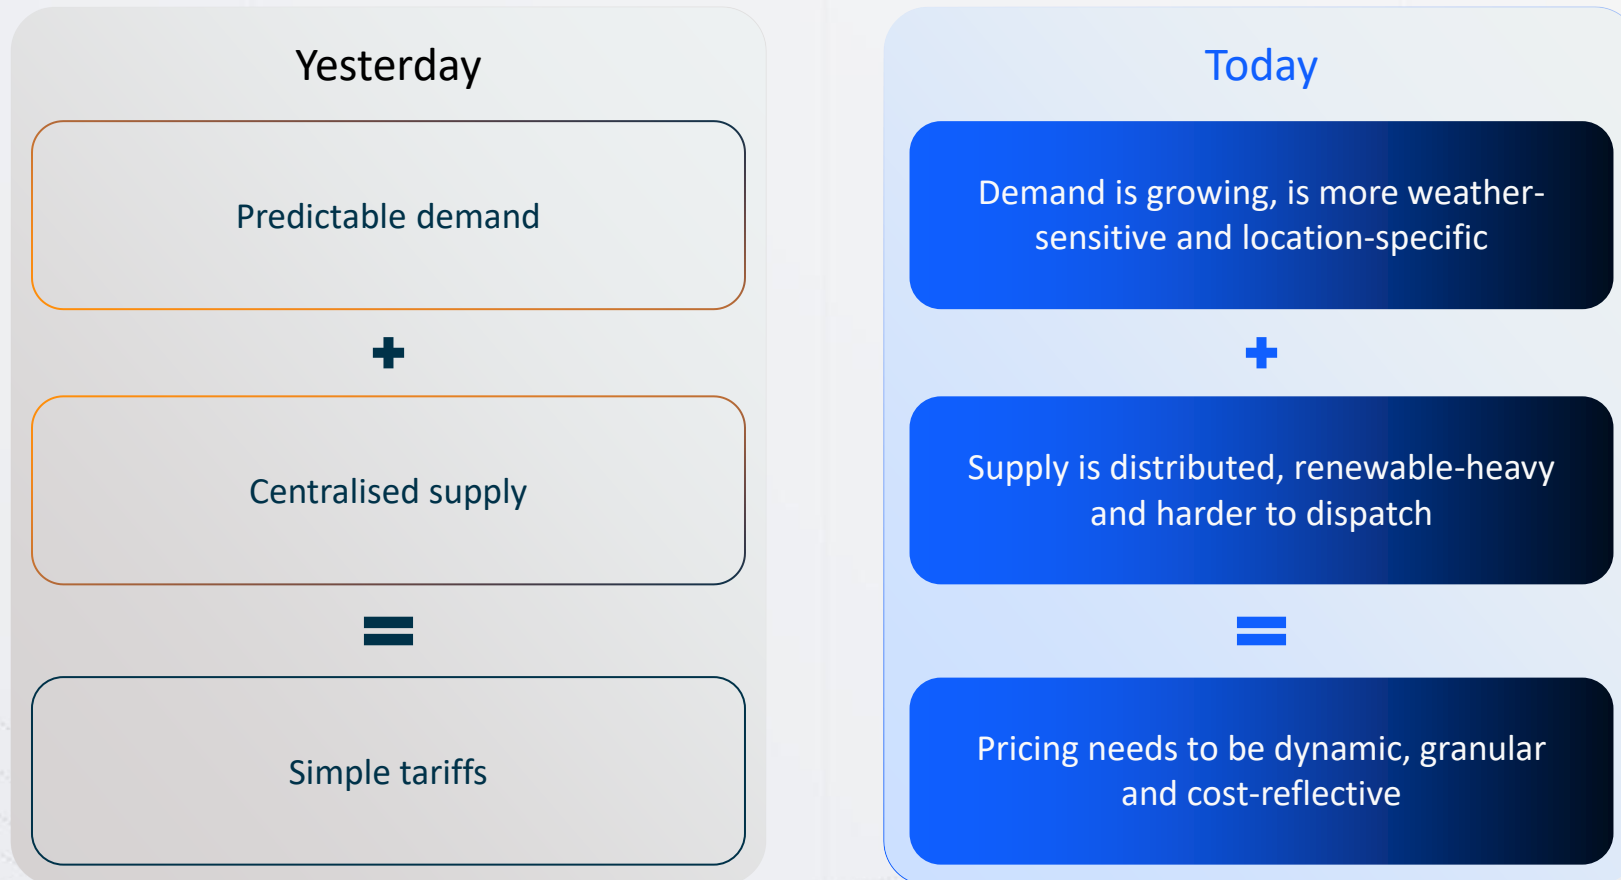 Yesterday
Predictable demand
+
Centralised supply
=
Simple tariffs
Today
Demand is growing, is more weather-
sensitive and location-specific
+
Supply is distributed, renewable-heavy
and harder to dispatch
=
Pricing needs to be dynamic, granular
and cost-reflective